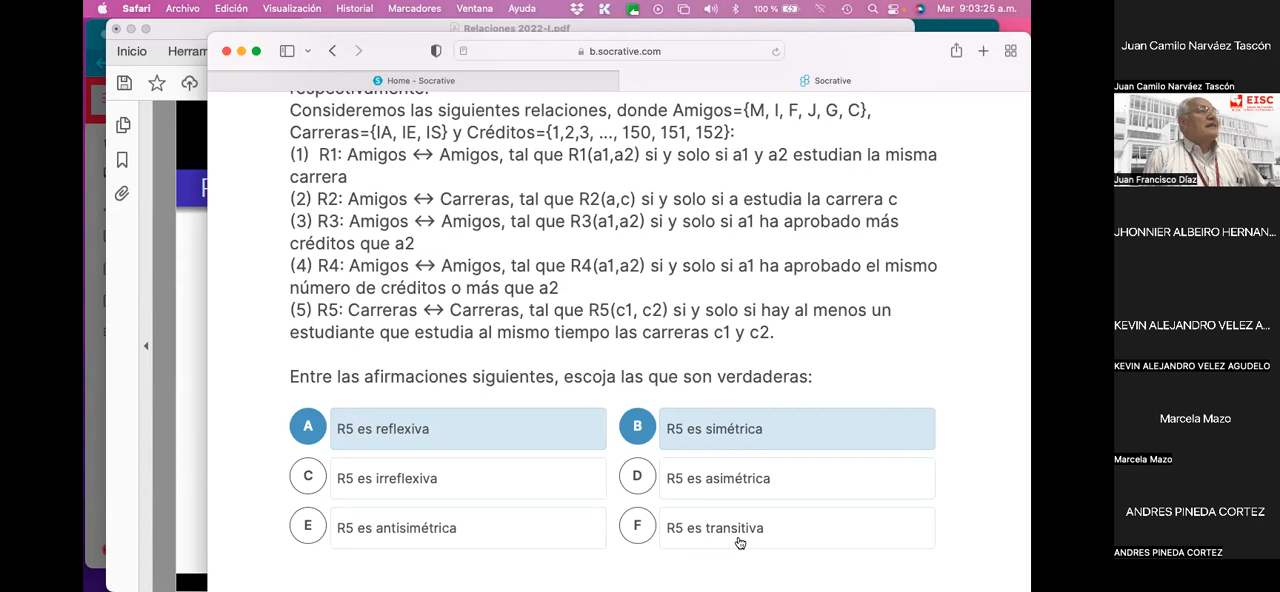 Safari Archivo Edición Visualización Historial Marcadores Ventana Ayuda 100 % Mar 9:03:25 a.m.
Relaciones 2022-I.pdf
Inicio Herram
b.socrative.com
Home - Socrative Socrative
respectivamente.
Consideremos las siguientes relaciones, donde Amigos={M, I, F, J, G, C},
Carreras={IA, IE, IS} y Créditos={1,2,3, ..., 150, 151, 152}:
(1) R1: Amigos ↔ Amigos, tal que R1(a1,a2) si y solo si a1 y a2 estudian la misma
carrera
(2) R2: Amigos ↔ Carreras, tal que R2(a,c) si y solo si a estudia la carrera c
(3) R3: Amigos ↔ Amigos, tal que R3(a1,a2) si y solo si a1 ha aprobado más
créditos que a2
(4) R4: Amigos ↔ Amigos, tal que R4(a1,a2) si y solo si a1 ha aprobado el mismo
número de créditos o más que a2
(5) R5: Carreras ↔ Carreras, tal que R5(c1, c2) si y solo si hay al menos un
estudiante que estudia al mismo tiempo las carreras c1 y c2.
Entre las afirmaciones siguientes, escoja las que son verdaderas:
A R5 es reflexiva
B R5 es simétrica
C R5 es irreflexiva
D R5 es asimétrica
E R5 es antisimétrica
F R5 es transitiva
Juan Camilo Narváez Tascón
Juan Camilo Narváez Tascón
EISC
Juan Francisco Díaz
JHONNIER ALBEIRO HERNAN...
KEVIN ALEJANDRO VELEZ A...
KEVIN ALEJANDRO VELEZ AGUDELO
Marcela Mazo
Marcela Mazo
ANDRES PINEDA CORTEZ
ANDRES PINEDA CORTEZ